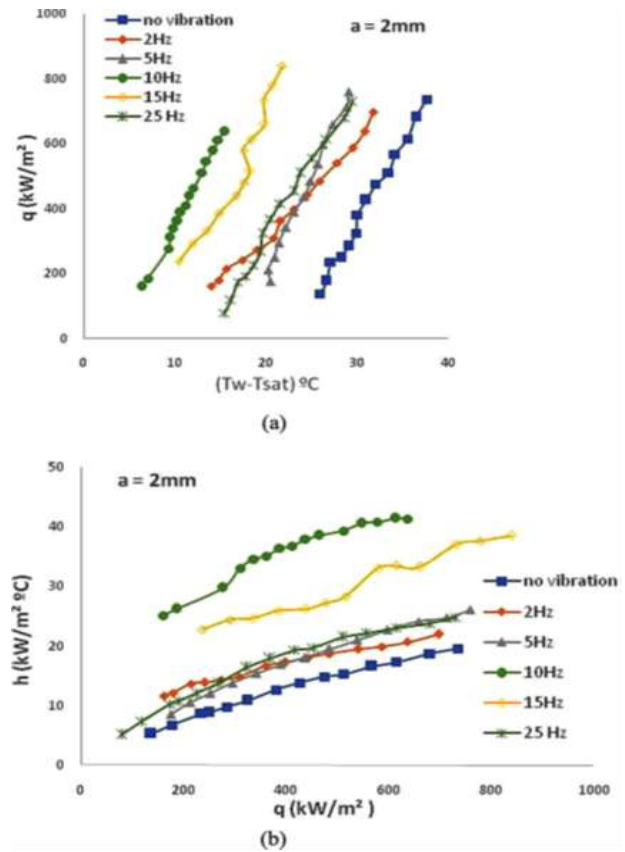 no vibration
2Hz
5Hz
10Hz
15Hz
25 Hz
a = 2mm
1000
800
600
400
200
0
q (kW/m²)
0 10 20 30 40
(Tw-Tsat) ºC
(a)
50
40
30
20
10
0
h (kW/m² ºC)
a = 2mm
no vibration
2Hz
5Hz
10Hz
15Hz
25 Hz
0 200 400 600 800 1000
q (kW/m² )
(b)